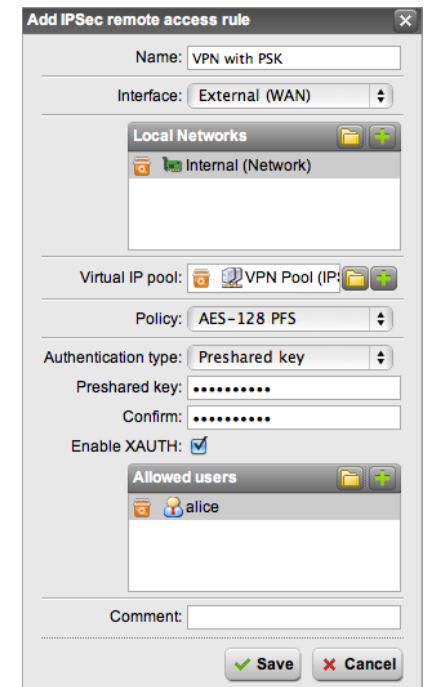 Add IPSec remote access rule
Name: VPN with PSK
Interface: External (WAN)
Local Networks
Internal (Network)
Virtual IP pool: VPN Pool (IPS
Policy: AES-128 PFS
Authentication type: Preshared key
Preshared key: ••••••••••
Confirm: ••••••••••
Enable XAUTH:
Allowed users
alice
Comment:
Save Cancel